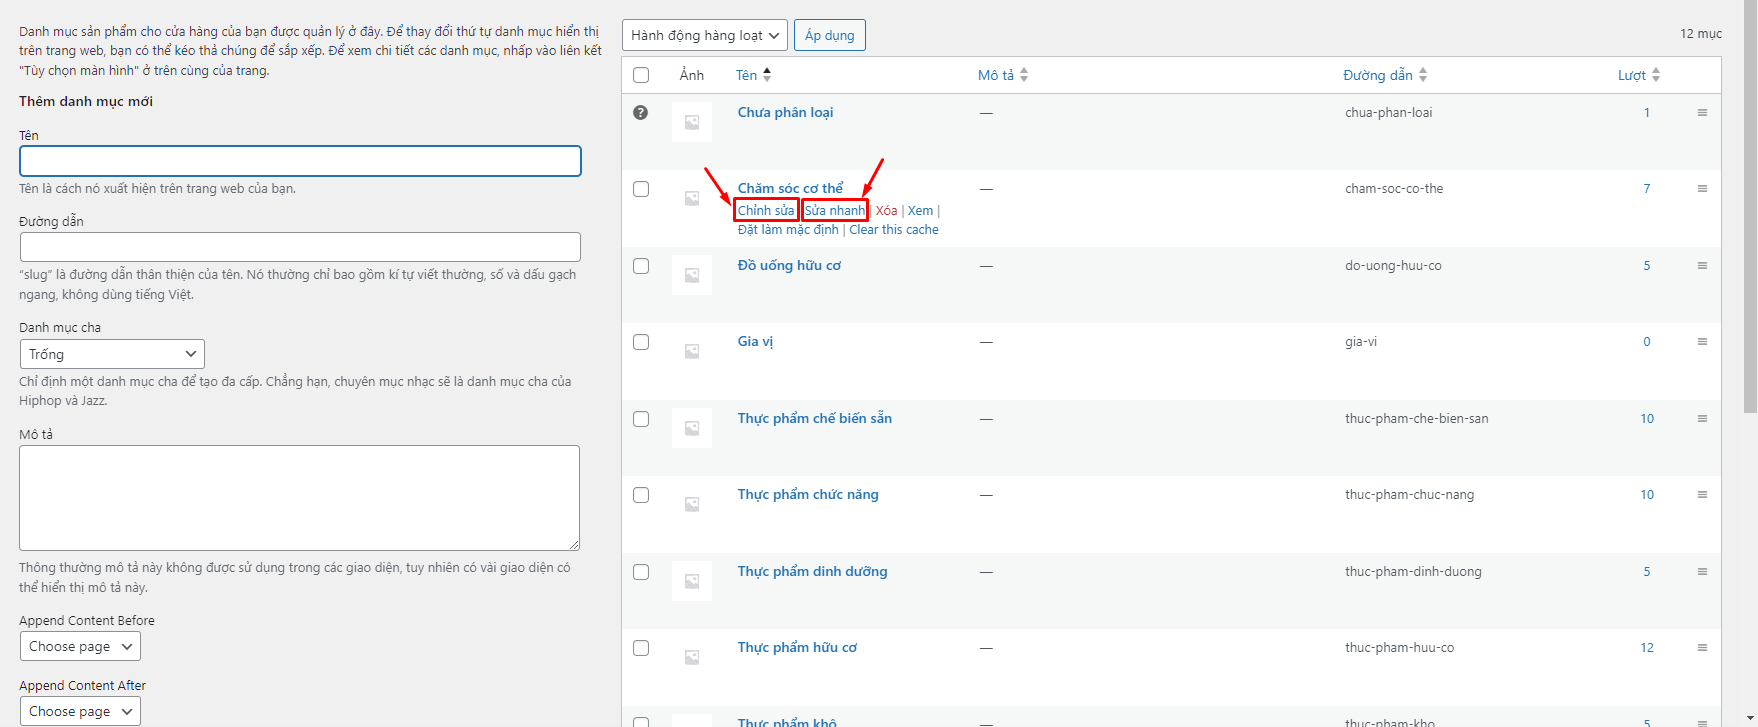 Danh mục sản phẩm cho cửa hàng của bạn được quản lý ở đây. Để thay đổi thứ tự danh mục hiển thị
trên trang web, bạn có thể kéo thả chúng để sắp xếp. Để xem chi tiết các danh mục, nhấp vào liên kết
"Tùy chọn màn hình" ở trên cùng của trang.
Thêm danh mục mới
Tên
Tên là cách nó xuất hiện trên trang web của bạn.
Đường dẫn
“slug” là đường dẫn thân thiện của tên. Nó thường chỉ bao gồm kí tự viết thường, số và dấu gạch
ngang, không dùng tiếng Việt.
Danh mục cha
Trống
Chỉ định một danh mục cha để tạo đa cấp. Chẳng hạn, chuyên mục nhạc sẽ là danh mục cha của
Hiphop và Jazz.
Mô tả
Thông thường mô tả này không được sử dụng trong các giao diện, tuy nhiên có vài giao diện có
thể hiển thị mô tả này.
Append Content Before
Choose page
Append Content After
Choose page
Hành động hàng loạt Áp dụng 12 mục
Ảnh Tên Mô tả Đường dẫn Lượt
? Chưa phân loại — chua-phan-loai 1
Chăm sóc cơ thể — cham-soc-co-the 7
Chỉnh sửa | Sửa nhanh | Xóa | Xem |
Đặt làm mặc định | Clear this cache
Đồ uống hữu cơ — do-uong-huu-co 5
Gia vị — gia-vi 0
Thực phẩm chế biến sẵn — thuc-pham-che-bien-san 10
Thực phẩm chức năng — thuc-pham-chuc-nang 10
Thực phẩm dinh dưỡng — thuc-pham-dinh-duong 5
Thực phẩm hữu cơ — thuc-pham-huu-co 12
Thực phẩm khô — thuc-pham-kho 5